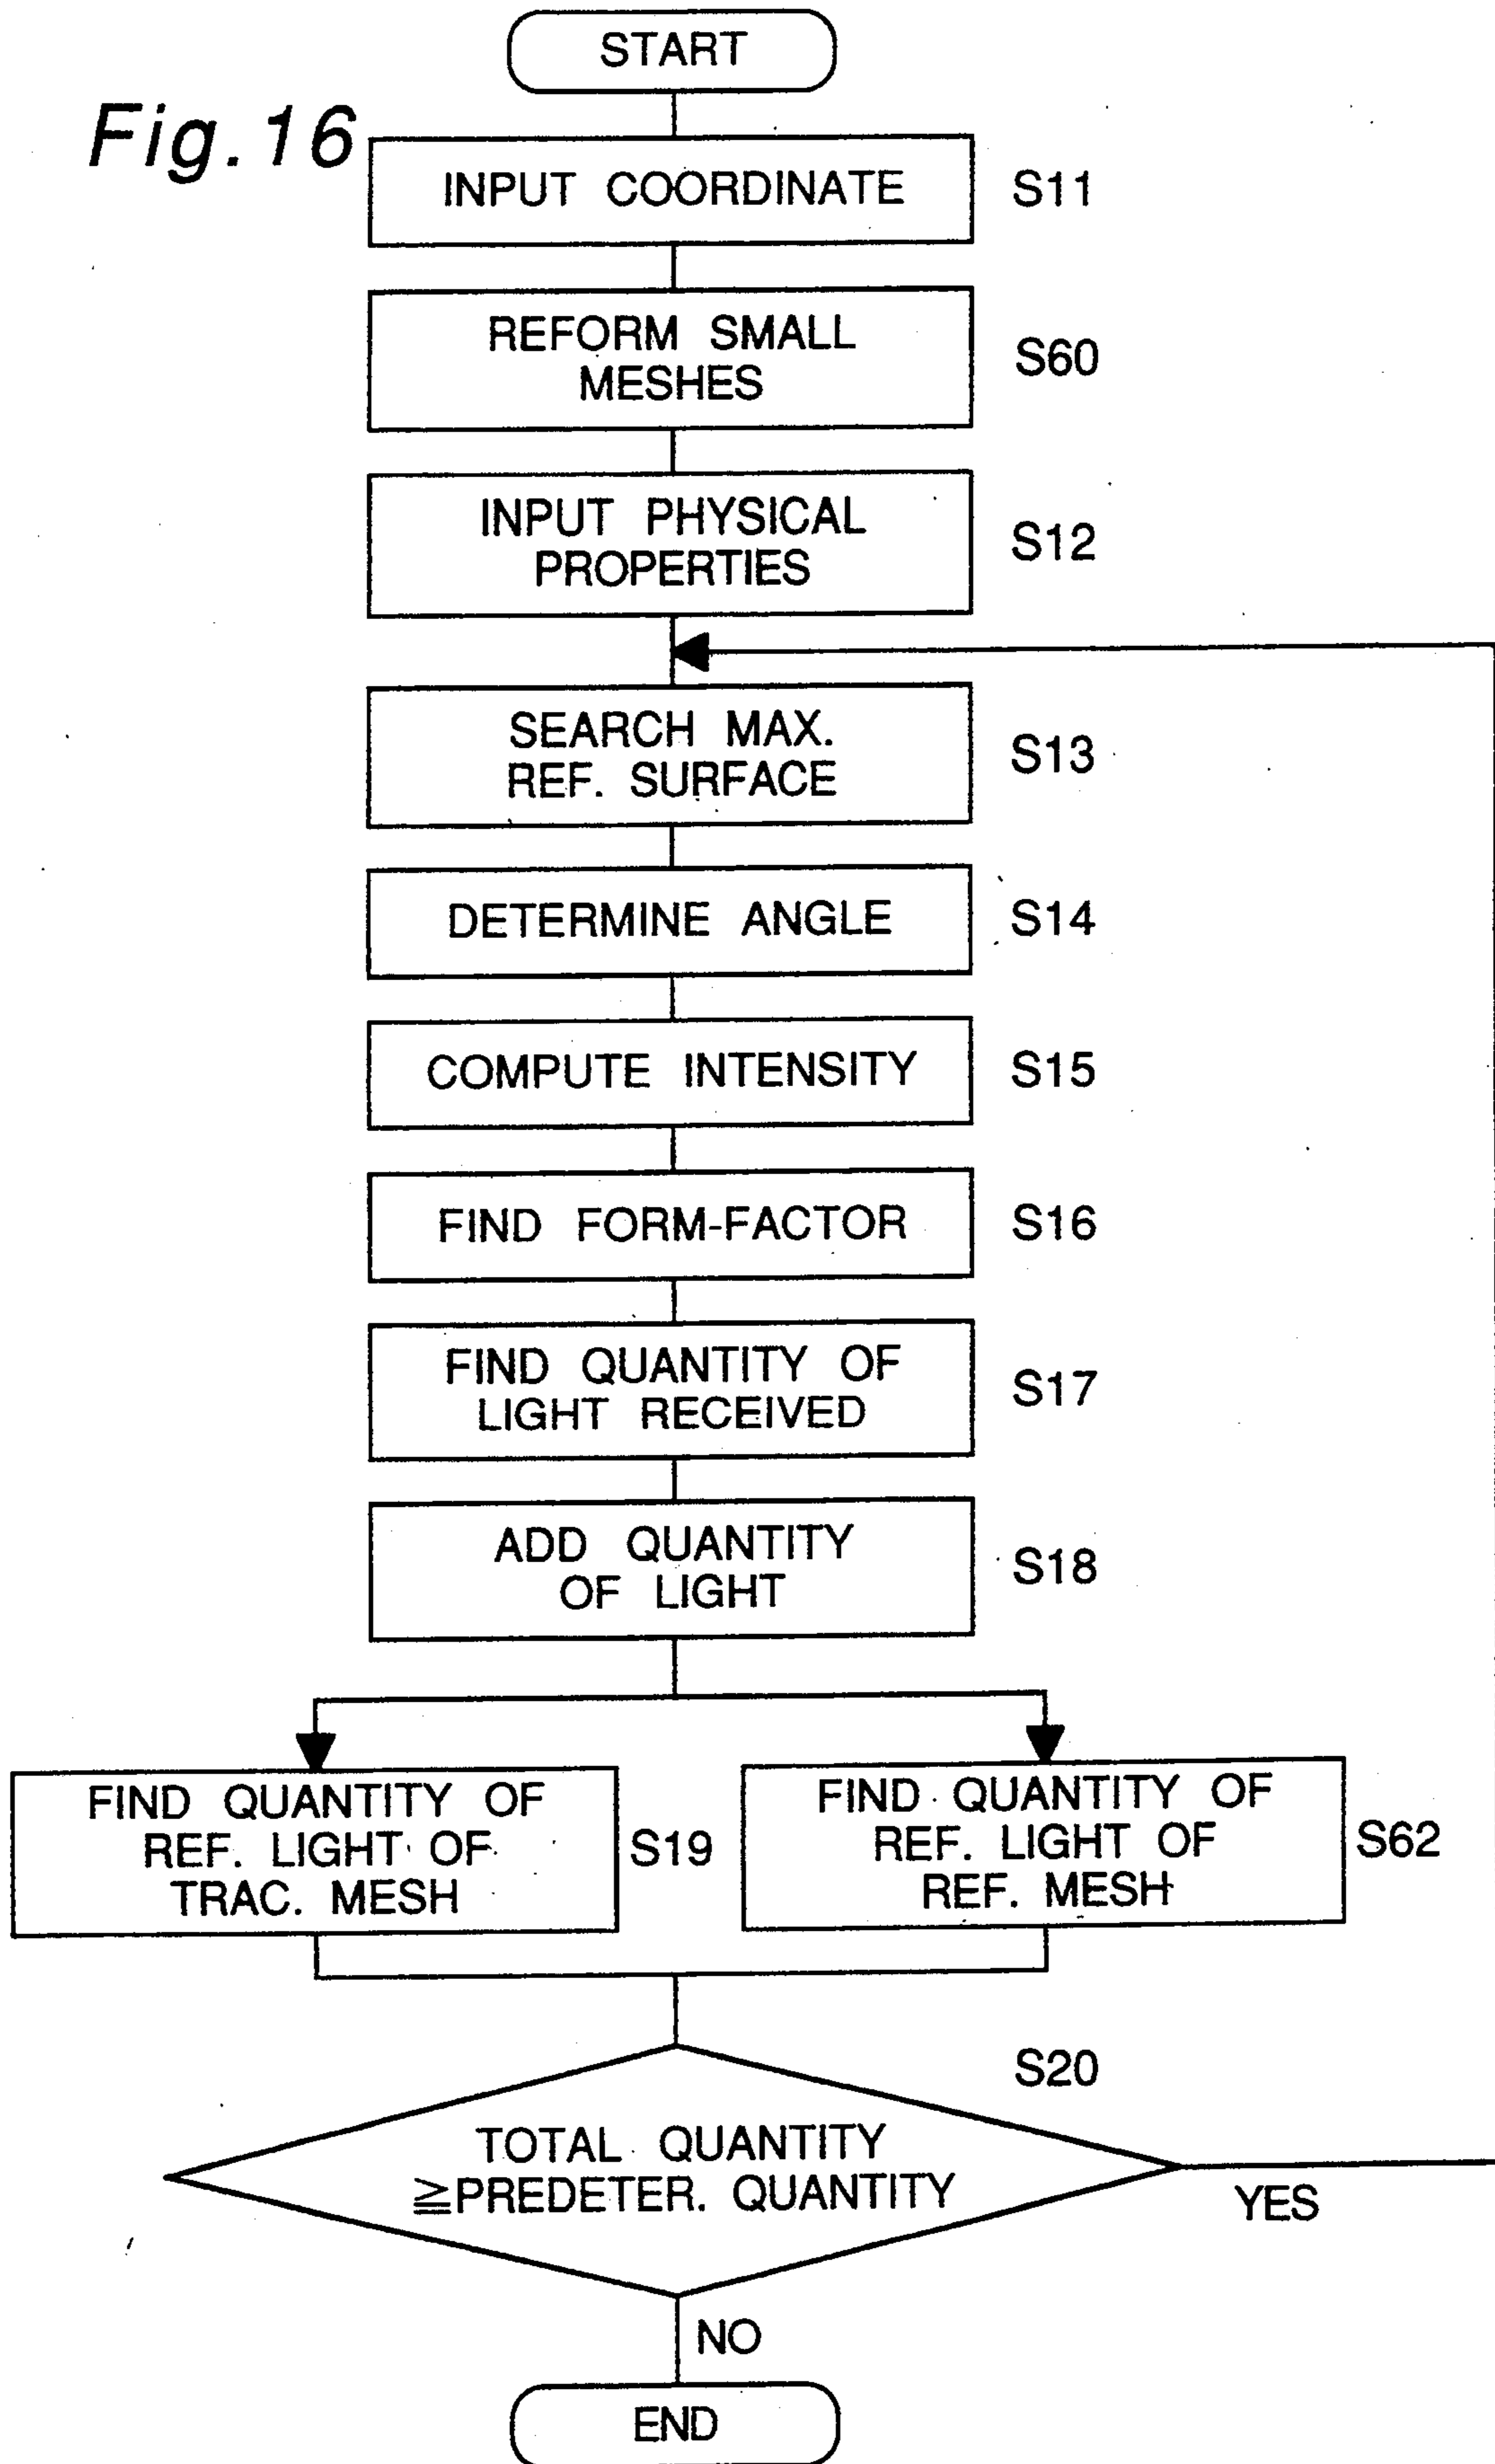 START
Fig.16
INPUT COORDINATE
S11
REFORM SMALL
MESHES
S60
INPUT PHYSICAL
PROPERTIES
S12
SEARCH MAX.
REF. SURFACE
S13
DETERMINE ANGLE
S14
COMPUTE INTENSITY
S15
FIND FORM-FACTOR
S16
FIND QUANTITY OF
LIGHT RECEIVED
S17
ADD QUANTITY
OF LIGHT
S18
FIND QUANTITY OF
REF. LIGHT OF
TRAC. MESH
S19
FIND QUANTITY OF
REF. LIGHT OF
REF. MESH
S62
S20
TOTAL QUANTITY
≧PREDETER. QUANTITY
YES
NO
END